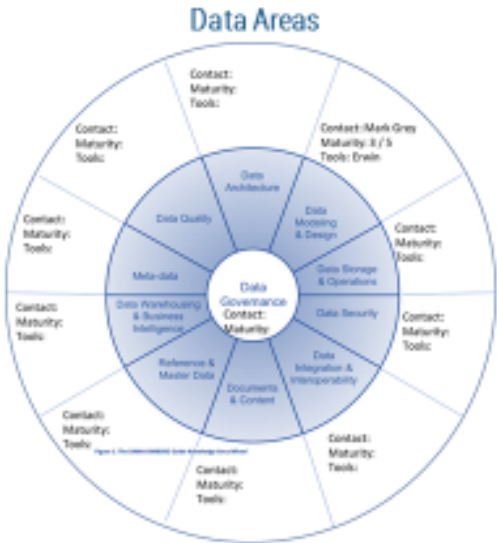 Data Areas
Contact:
Maturity:
Tools:
Contact: Mark Grey
Maturity: 3 / 5
Tools: Erwin
Contact:
Maturity:
Tools:
Contact:
Maturity:
Tools:
Contact:
Maturity:
Tools:
Contact:
Maturity:
Tools:
Contact:
Maturity:
Tools:
Contact:
Maturity:
Tools:
Contact:
Maturity:
Tools:
Contact:
Maturity:
Tools:
Data
Architecture
Data
Modeling
& Design
Data Storage
& Operations
Data Security
Data
Integration &
Interoperability
Documents
& Content
Reference &
Master Data
Data Warehousing
& Business
Intelligence
Meta-data
Data Quality
Data
Governance
Contact:
Maturity: